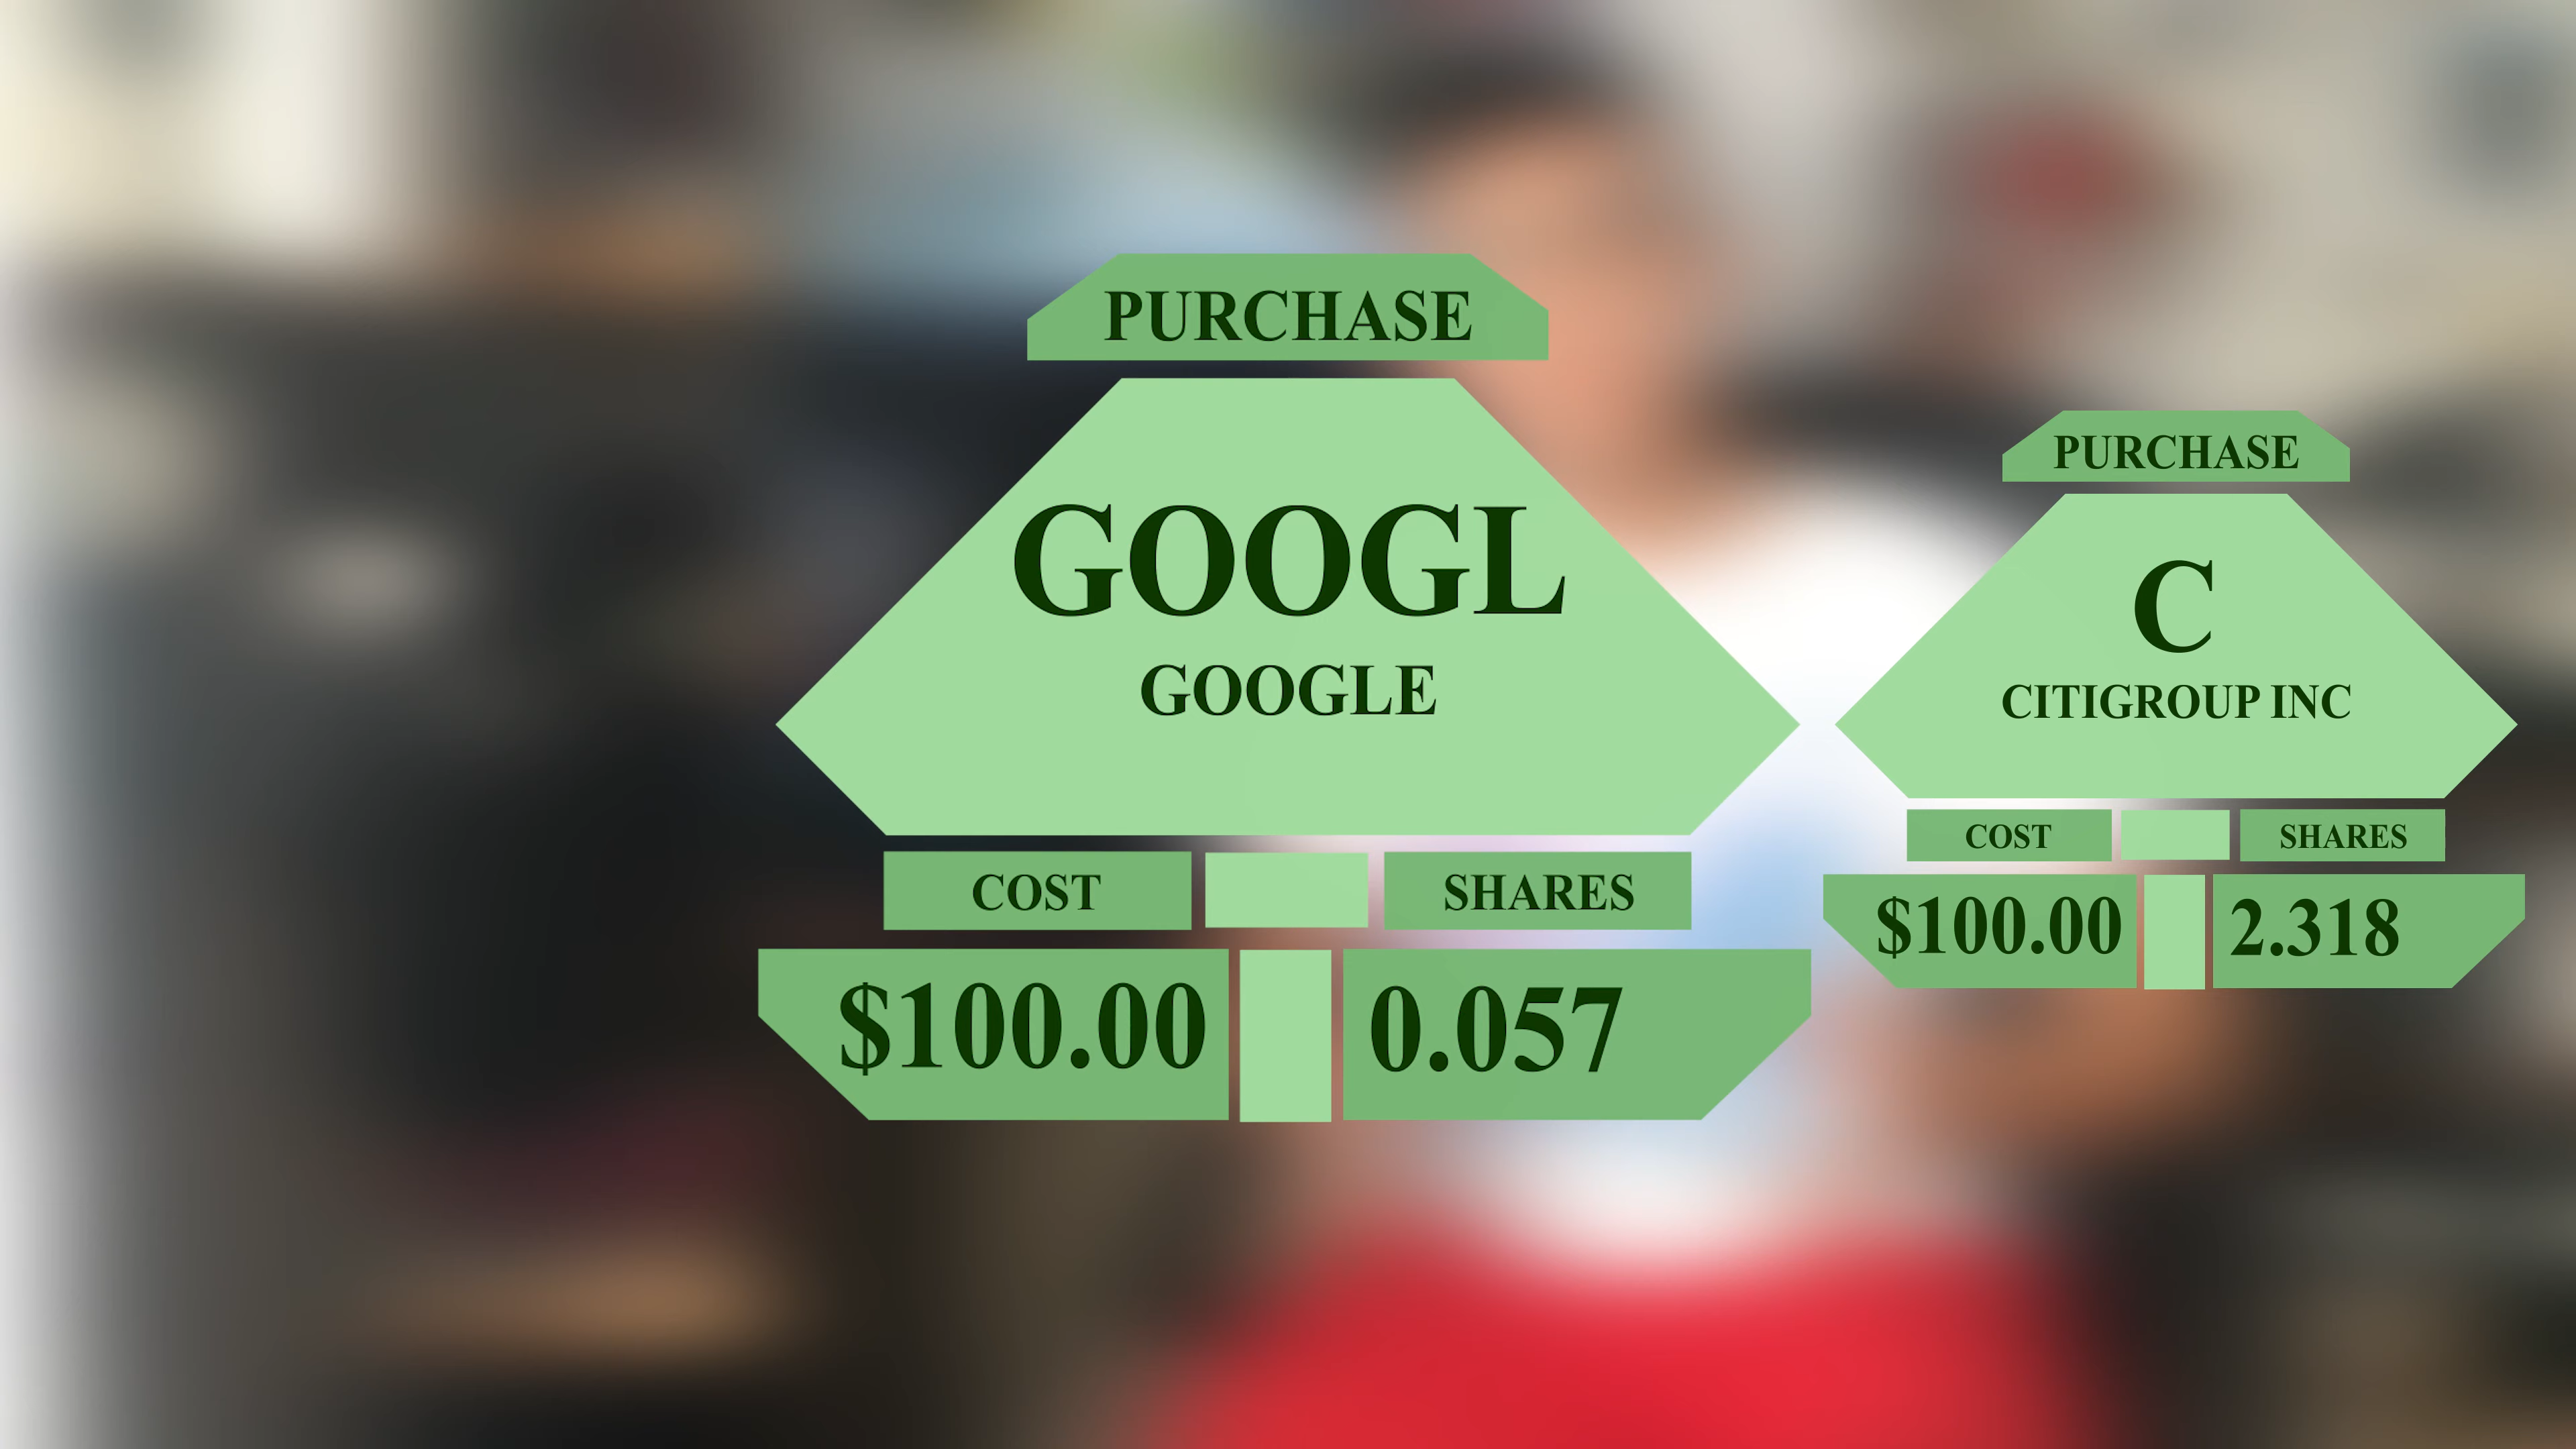 PURCHASE
GOOGL
GOOGLE
COST
SHARES
$100.00
0.057
PURCHASE
C
CITIGROUP INC
COST
SHARES
$100.00
2.318